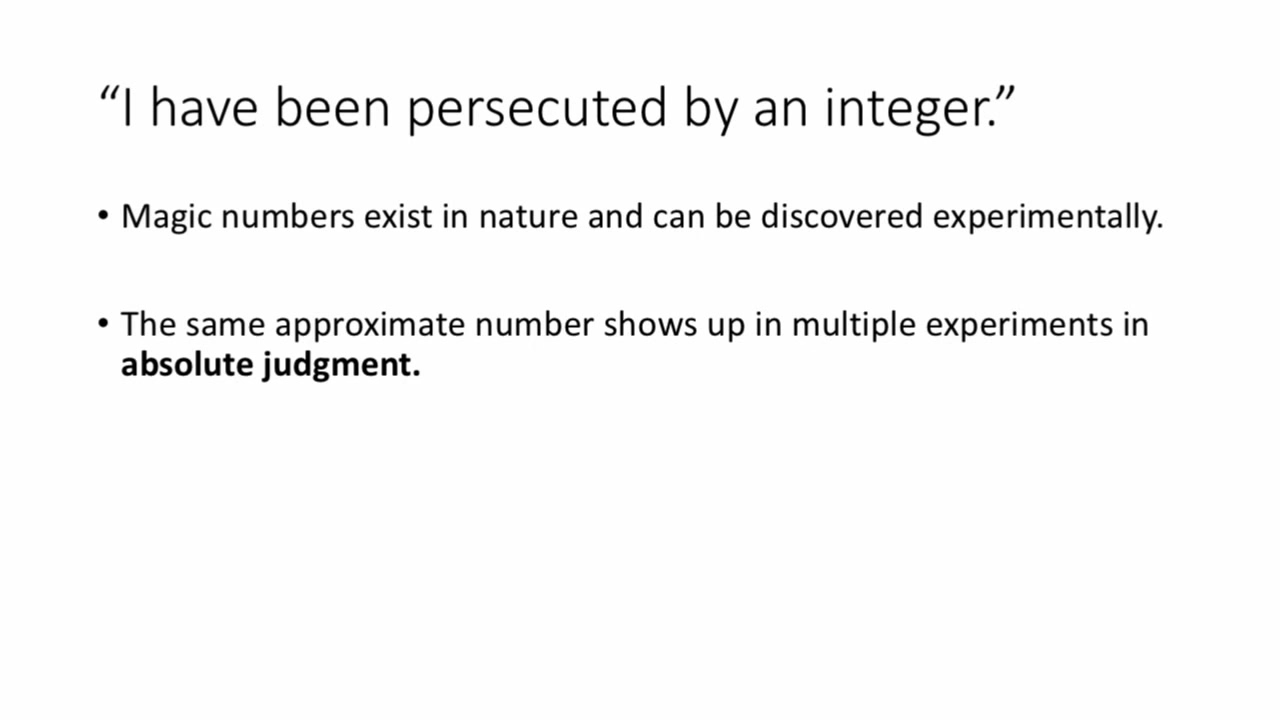 “I have been persecuted by an integer.”
• Magic numbers exist in nature and can be discovered experimentally.
• The same approximate number shows up in multiple experiments in
absolute judgment.